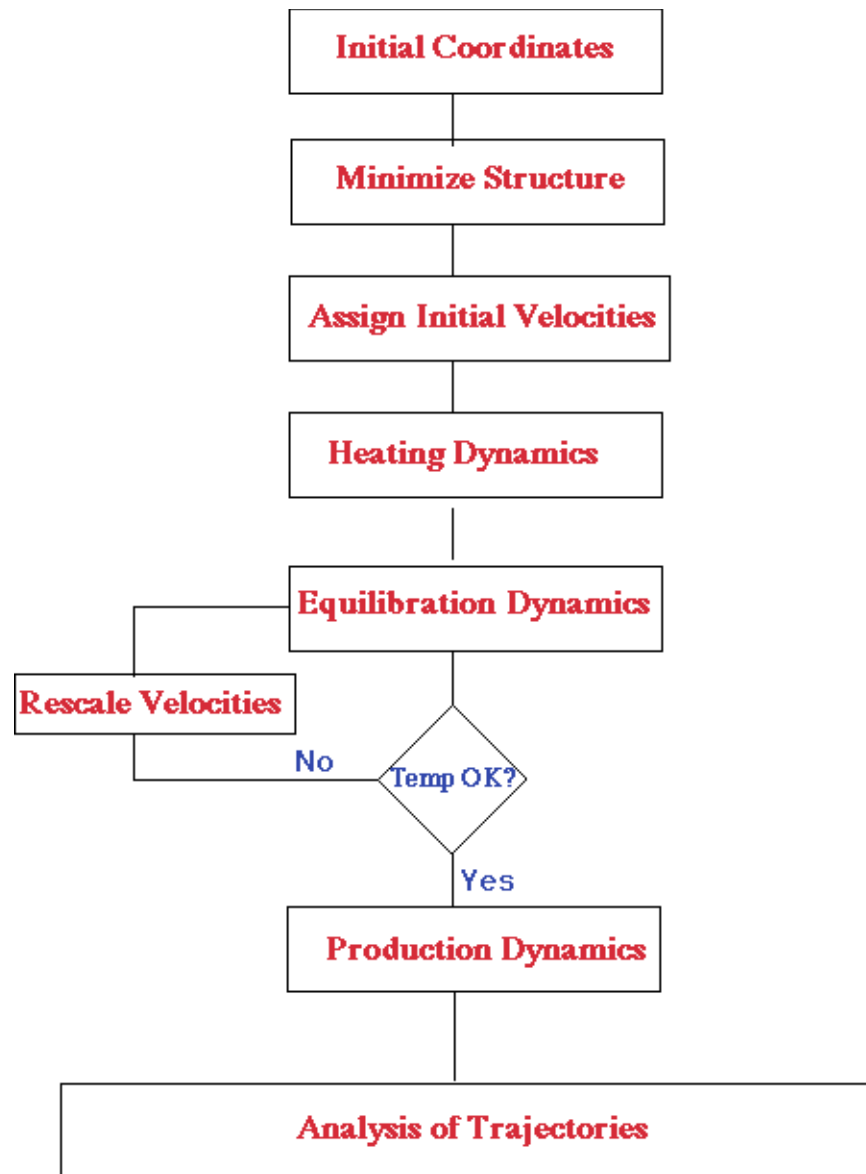 Initial Coordinates
Minimize Structure
Assign Initial Velocities
Heating Dynamics
Equilibration Dynamics
Rescale Velocities
No
Temp OK?
Yes
Production Dynamics
Analysis of Trajectories